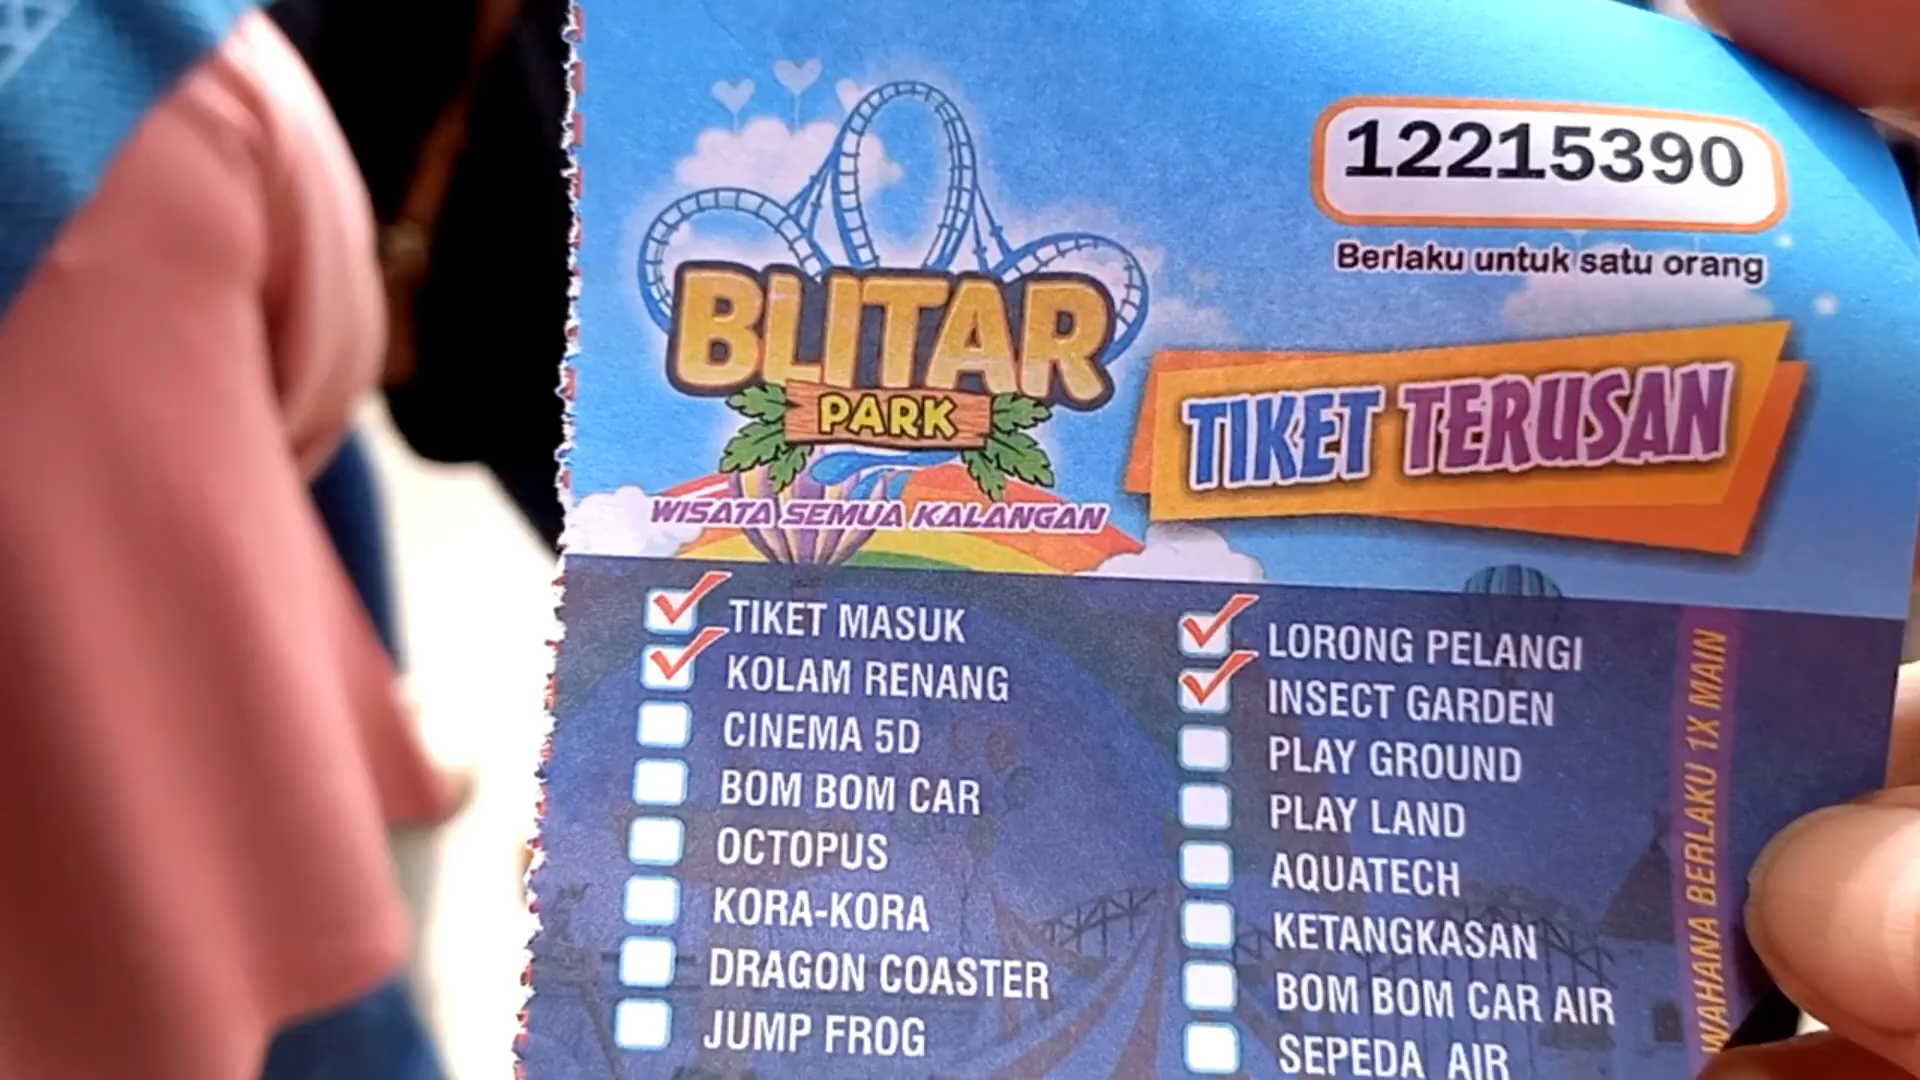 12215390
Berlaku untuk satu orang
BLITAR
PARK
WISATA SEMUA KALANGAN
TIKET TERUSAN
TIKET MASUK
KOLAM RENANG
CINEMA 5D
BOM BOM CAR
OCTOPUS
KORA-KORA
DRAGON COASTER
JUMP FROG
LORONG PELANGI
INSECT GARDEN
PLAY GROUND
PLAY LAND
AQUATECH
KETANGKASAN
BOM BOM CAR AIR
SEPEDA AIR
WAHANA BERLAKU 1X MAIN